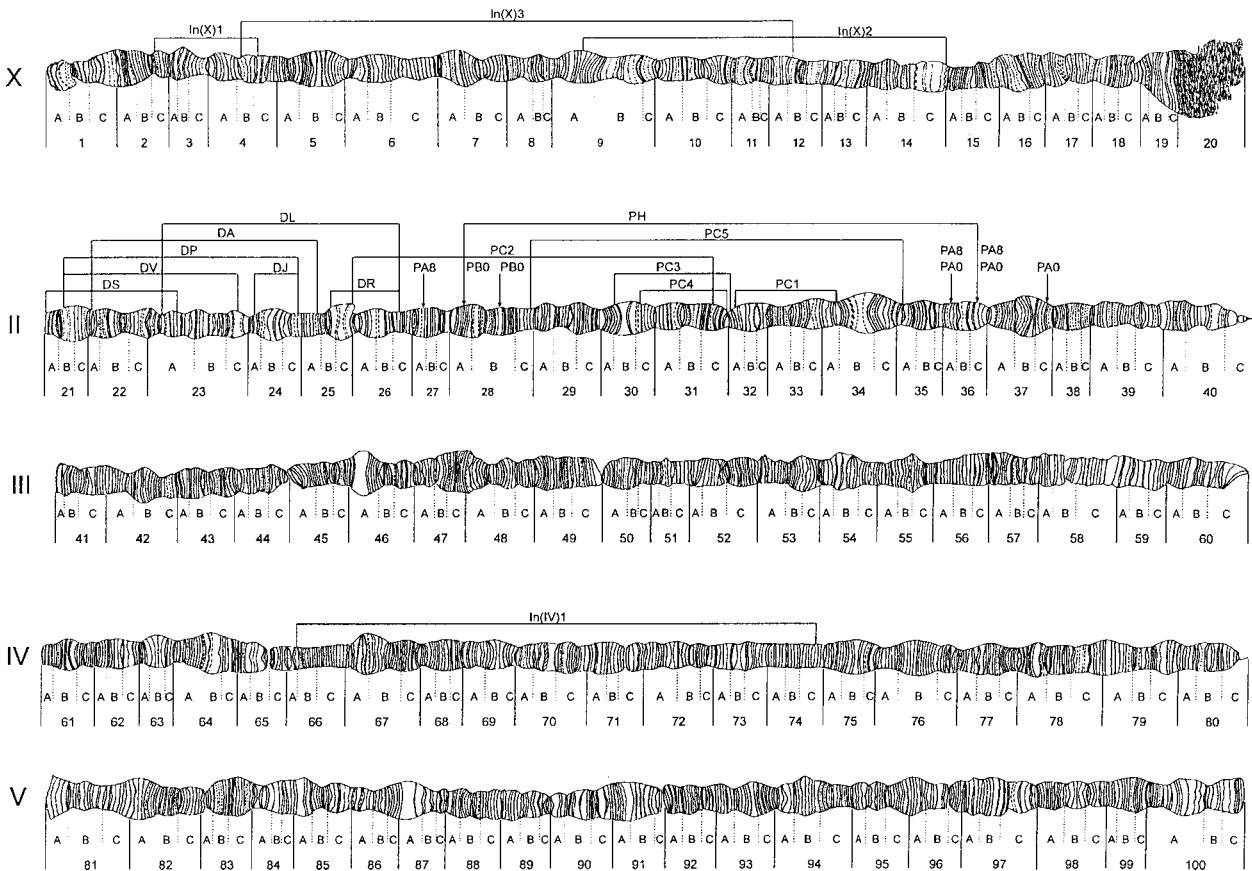 In(X)3
In(X)1
In(X)2
X
A B C A B C A B C A B C A B C A B C A B C A B C A B C A B C A B C A B C A B C A B C A B C A B C A B C A B C A B C
1 2 3 4 5 6 7 8 9 10 11 12 13 14 15 16 17 18 19 20
DL PH
DA PC5
DP PC2 PA8 PA8
DV DJ PA8 PB0 PB0 PC3 PA0 PA0 PA0
DS DR PC4 PC1
II
A B C A B C A B C A B C A B C A B C A B C A B C A B C A B C A B C A B C A B C A B C A B C A B C A B C A B C A B C A B C
21 22 23 24 25 26 27 28 29 30 31 32 33 34 35 36 37 38 39 40
III
A B C A B C A B C A B C A B C A B C A B C A B C A B C A B C A B C A B C A B C A B C A B C A B C A B C A B C A B C A B C
41 42 43 44 45 46 47 48 49 50 51 52 53 54 55 56 57 58 59 60
In(IV)1
IV
A B C A B C A B C A B C A B C A B C A B C A B C A B C A B C A B C A B C A B C A B C A B C A B C A B C A B C A B C A B C
61 62 63 64 65 66 67 68 69 70 71 72 73 74 75 76 77 78 79 80
V
A B C A B C A B C A B C A B C A B C A B C A B C A B C A B C A B C A B C A B C A B C A B C A B C A B C A B C A B C A B C
81 82 83 84 85 86 87 88 89 90 91 92 93 94 95 96 97 98 99 100